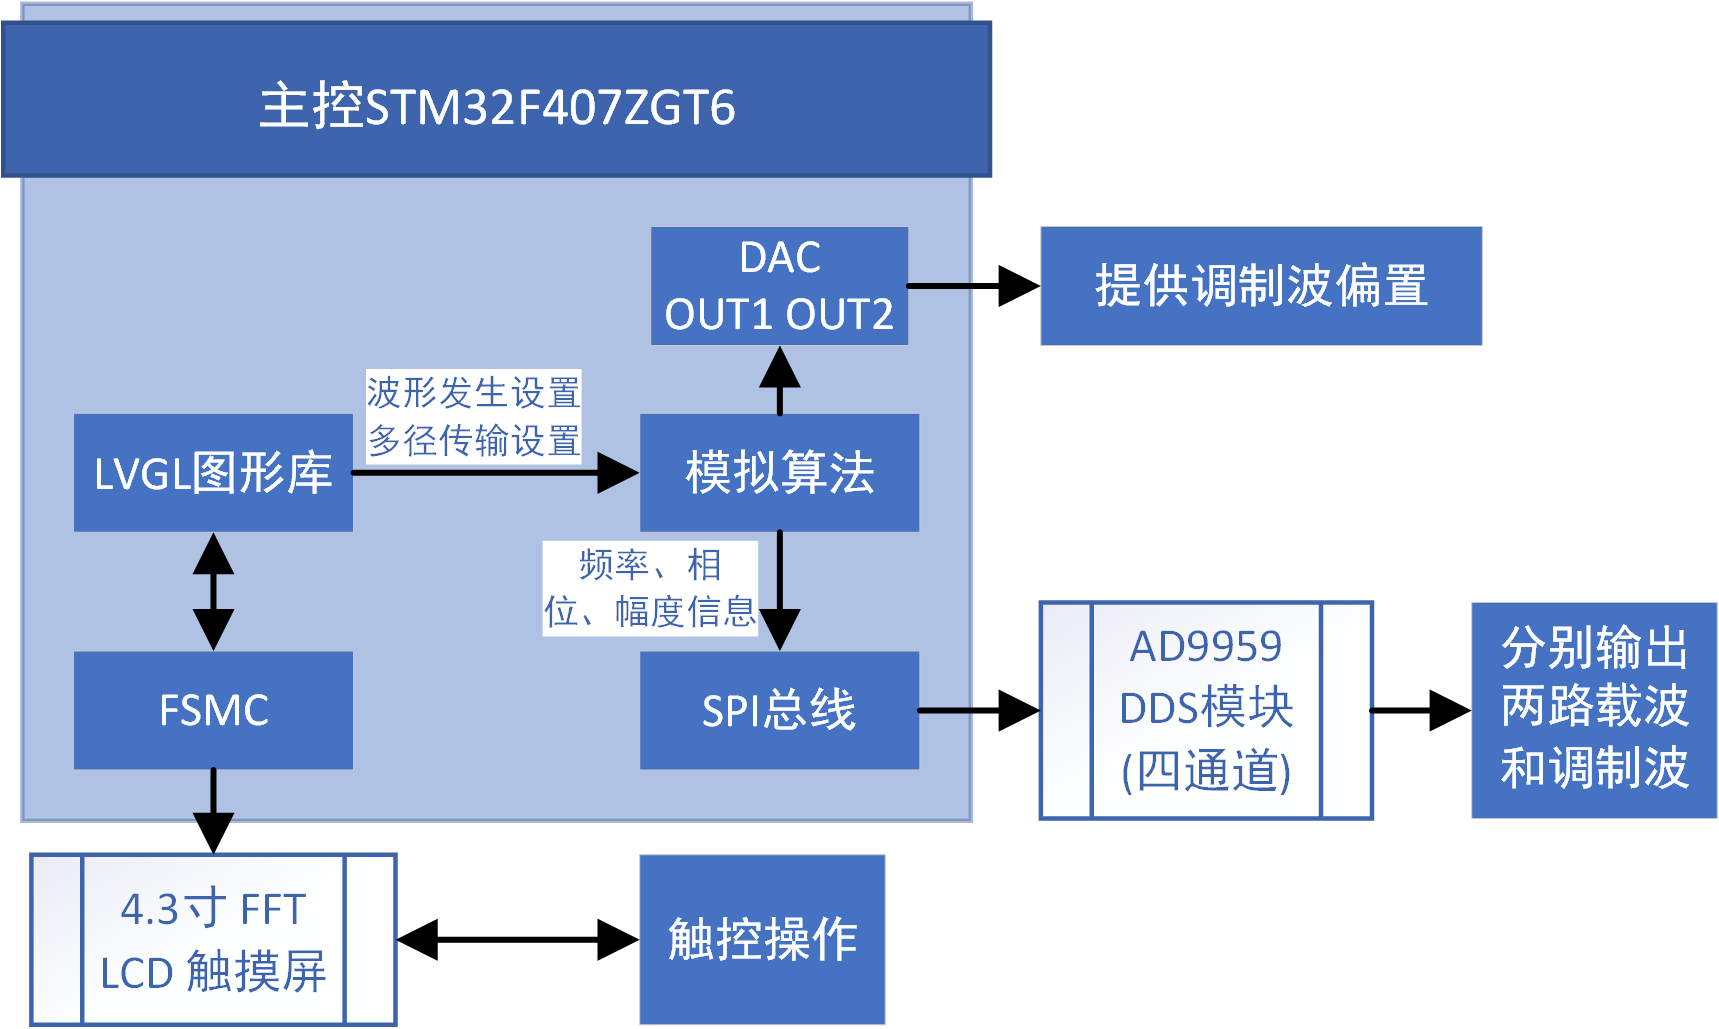 主控STM32F407ZGT6
DAC
OUT1 OUT2
提供调制波偏置
波形发生设置
多径传输设置
LVGL图形库
模拟算法
频率、相
位、幅度信息
FSMC
SPI总线
AD9959
DDS模块
(四通道)
分别输出
两路载波
和调制波
4.3寸 FFT
LCD 触摸屏
触控操作